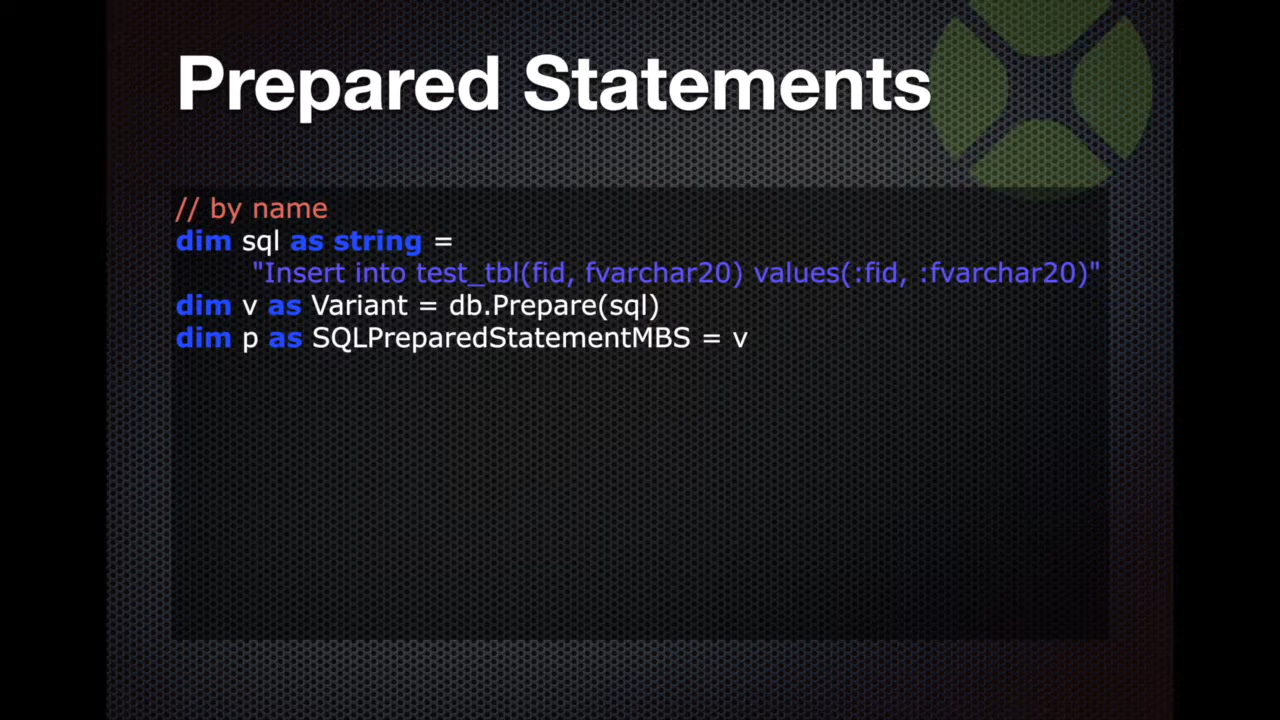 Prepared Statements
// by name
dim sql as string =
"Insert into test_tbl(fid, fvarchar20) values(:fid, :fvarchar20)"
dim v as Variant = db.Prepare(sql)
dim p as SQLPreparedStatementMBS = v